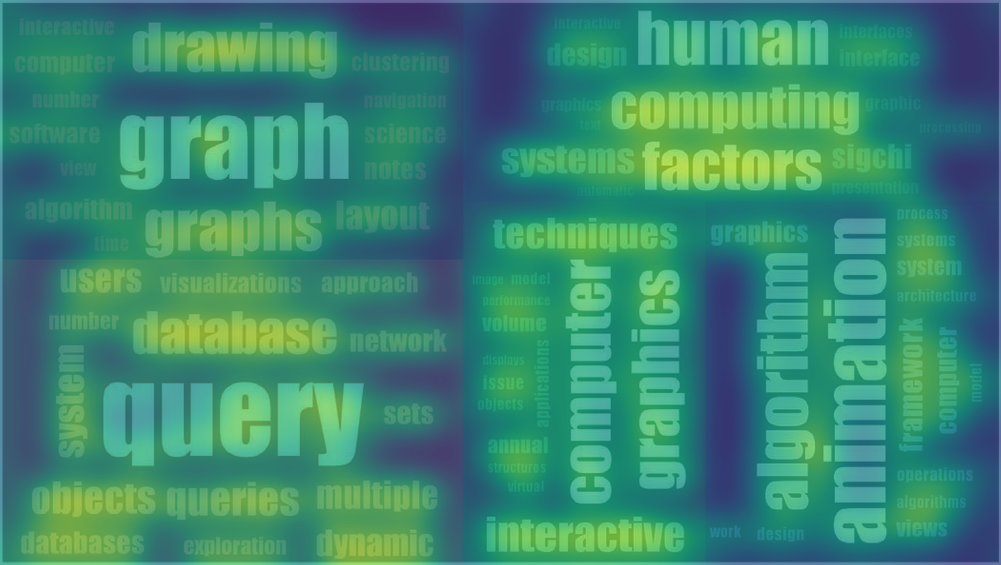 interactive
drawing
computer
clustering
number
navigation
graph
software
science
view
notes
algorithm
graphs
layout
time
users
visualizations
approach
number
database
network
system
query
sets
objects
queries
multiple
databases
exploration
dynamic
interactive
human
interfaces
design
interface
graphics
computing
graphic
text
processing
systems
factors
sigchi
automatic
presentation
techniques
image
model
performance
volume
displays
issue
objects
applications
computer
graphics
annual
structures
virtual
interactive
graphics
algorithm
animation
process
systems
system
architecture
framework
computer
model
operations
algorithms
work
design
views